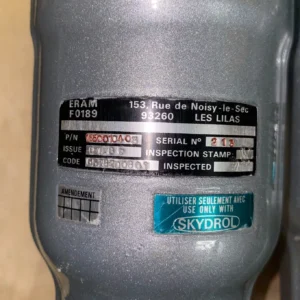 ERAM 153, Rue de Noisy-le-Sec
F0189 93260 LES LILAS
P/N SERIAL N°
ISSUE INSPECTION STAMP
CODE INSPECTED
AMENDEMENT
UTILISER SEULEMENT AVEC
USE ONLY WITH
SKYDROL